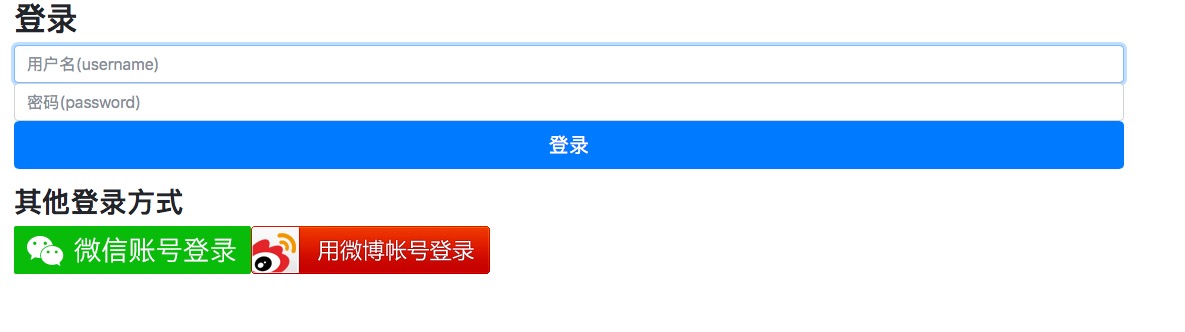 登录
用户名(username)
密码(password)
登录
其他登录方式
微信账号登录 用微博帐号登录